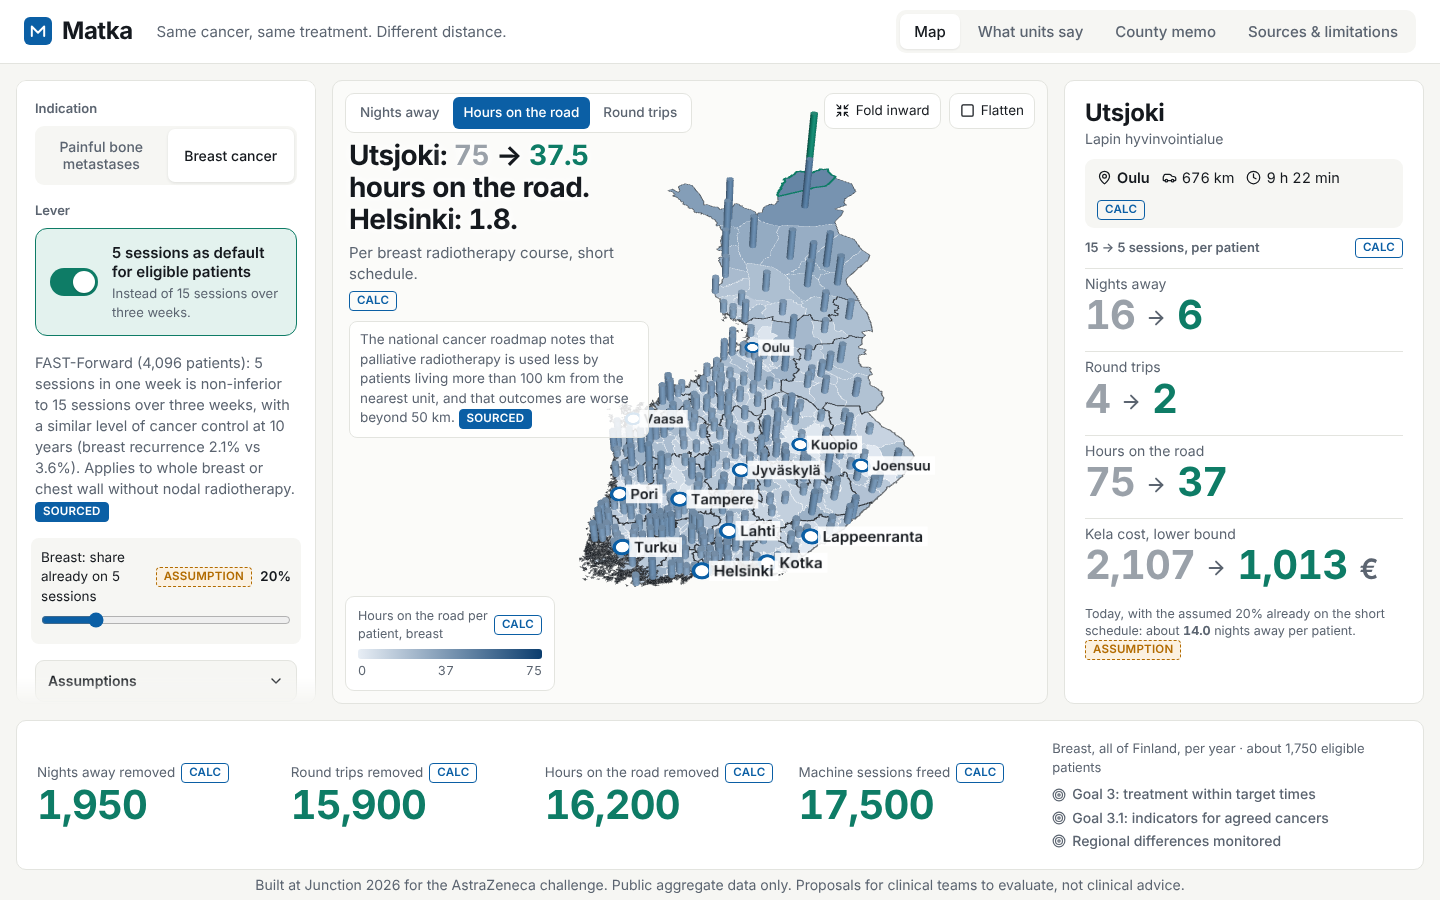 Matka
Same cancer, same treatment. Different distance.
Map
What units say
County memo
Sources & limitations
Indication
Painful bone
metastases
Breast cancer
Lever
5 sessions as default
for eligible patients
Instead of 15 sessions over
three weeks.
FAST-Forward (4,096 patients): 5
sessions in one week is non-inferior
to 15 sessions over three weeks, with
a similar level of cancer control at 10
years (breast recurrence 2.1% vs
3.6%). Applies to whole breast or
chest wall without nodal radiotherapy.
SOURCED
Breast: share
already on 5
sessions
ASSUMPTION
20%
Assumptions
Nights away
Hours on the road
Round trips
Fold inward
Flatten
Utsjoki: 75 → 37.5
hours on the road.
Helsinki: 1.8.
Per breast radiotherapy course, short
schedule.
CALC
The national cancer roadmap notes that
palliative radiotherapy is used less by
patients living more than 100 km from the
nearest unit, and that outcomes are worse
beyond 50 km. SOURCED
Oulu
Vaasa
Kuopio
Jyväskylä
Joensuu
Pori
Tampere
Lahti
Lappeenranta
Turku
Helsinki
Kotka
Hours on the road per
patient, breast
CALC
0 37 75
Utsjoki
Lapin hyvinvointialue
Oulu 676 km 9 h 22 min
CALC
15 → 5 sessions, per patient CALC
Nights away
16 → 6
Round trips
4 → 2
Hours on the road
75 → 37
Kela cost, lower bound
2,107 → 1,013 €
Today, with the assumed 20% already on the short
schedule: about 14.0 nights away per patient.
ASSUMPTION
Nights away removed CALC
1,950
Round trips removed CALC
15,900
Hours on the road removed CALC
16,200
Machine sessions freed CALC
17,500
Breast, all of Finland, per year · about 1,750 eligible
patients
Goal 3: treatment within target times
Goal 3.1: indicators for agreed cancers
Regional differences monitored
Built at Junction 2026 for the AstraZeneca challenge. Public aggregate data only. Proposals for clinical teams to evaluate, not clinical advice.